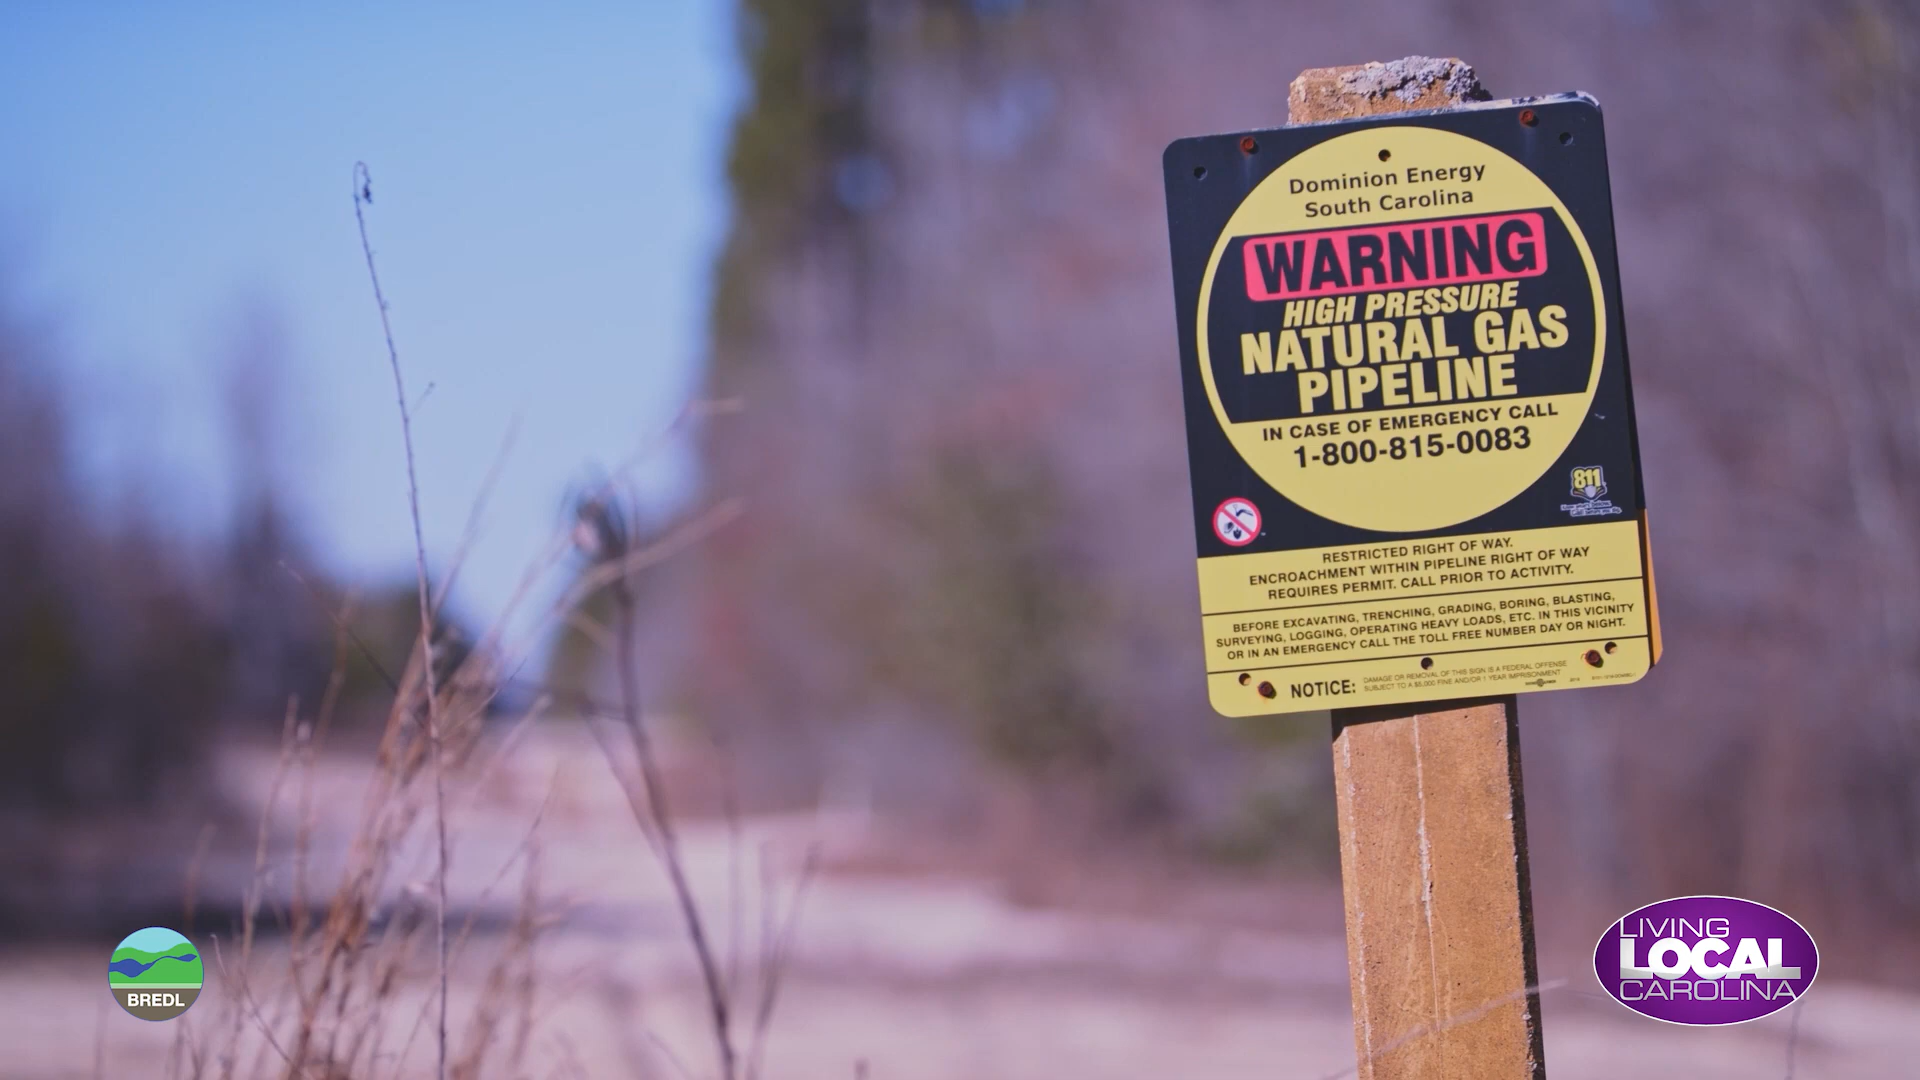 Dominion Energy
South Carolina
WARNING
HIGH PRESSURE
NATURAL GAS
PIPELINE
IN CASE OF EMERGENCY CALL
1-800-815-0083
811
RESTRICTED RIGHT OF WAY.
ENCROACHMENT WITHIN PIPELINE RIGHT OF WAY
REQUIRES PERMIT. CALL PRIOR TO ACTIVITY.
BEFORE EXCAVATING, TRENCHING, GRADING, BORING, BLASTING,
SURVEYING, LOGGING, OPERATING HEAVY LOADS, ETC. IN THIS VICINITY
OR IN AN EMERGENCY CALL THE TOLL FREE NUMBER DAY OR NIGHT.
NOTICE:
DAMAGE OR REMOVAL OF THIS SIGN IS A FEDERAL OFFENSE
SUBJECT TO A $5,000 FINE AND/OR 1 YEAR IMPRISONMENT
BREDL
LIVING
LOCAL
CAROLINA